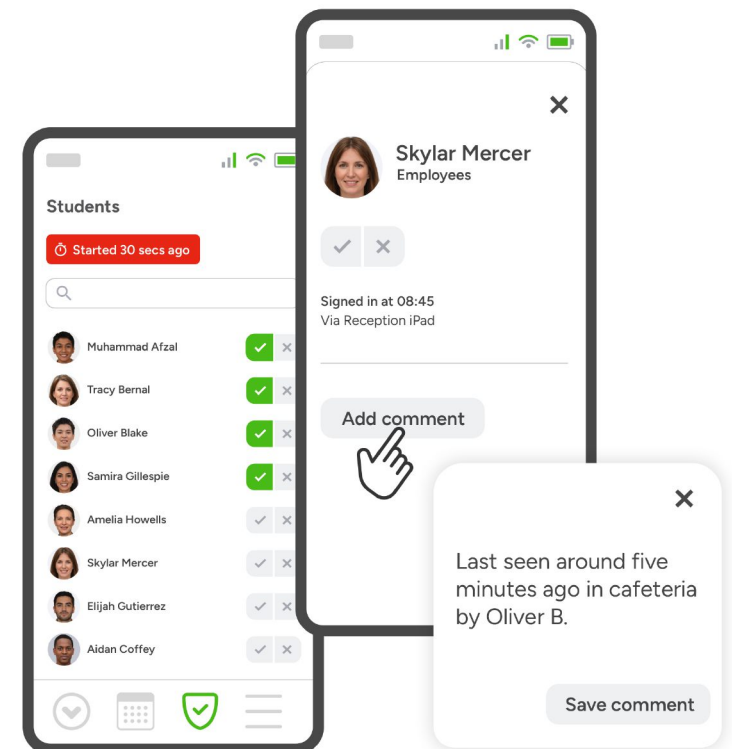 Students
Started 30 secs ago
Muhammad Afzal
Tracy Bernal
Oliver Blake
Samira Gillespie
Amelia Howells
Skylar Mercer
Elijah Gutierrez
Aidan Coffey
Skylar Mercer
Employees
Signed in at 08:45
Via Reception iPad
Add comment
Last seen around five
minutes ago in cafeteria
by Oliver B.
Save comment